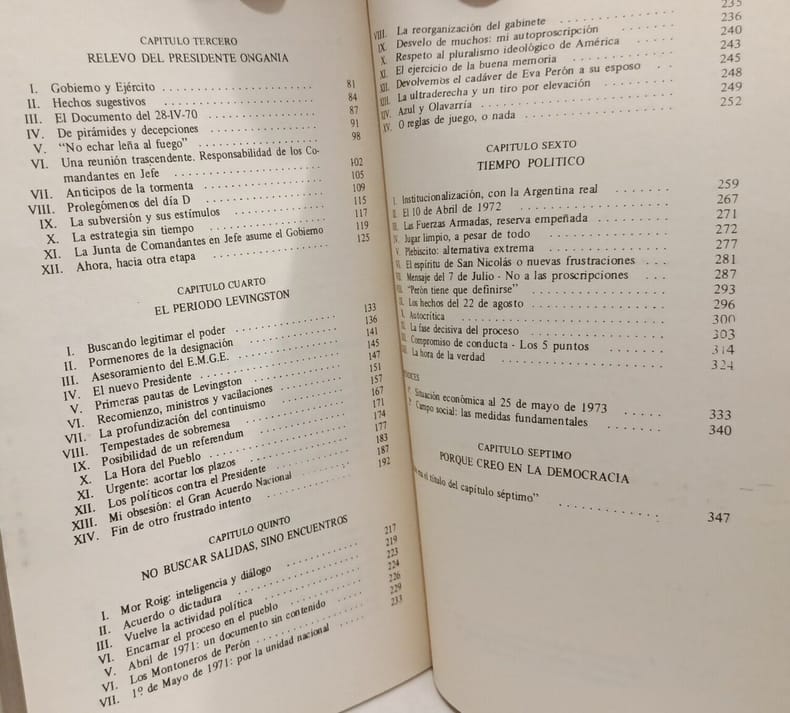 CAPITULO TERCERO
RELEVO DEL PRESIDENTE ONGANIA
I. Gobiemo y Ejército . . . . . . . . . . . . . . . . . . 81
II. Hechos sugestivos . . . . . . . . . . . . . . . . . . 84
III. El Documento del 28-IV-70 . . . . . . . . . . . . . . 87
IV. De pirámides y decepciones . . . . . . . . . . . . . . 91
V. "No echar leña al fuego" . . . . . . . . . . . . . . 98
VI. Una reunión trascendente. Responsabilidad de los Co-
mandantes en Jefe . . . . . . . . . . . . . . 102
VII. Anticipos de la tormenta . . . . . . . . . . . . . . 105
VIII. Prolegómenos del día D . . . . . . . . . . . . . . 109
IX. La subversión y sus estímulos . . . . . . . . . . 115
X. La estrategia sin tiempo . . . . . . . . . . . . 117
XI. La Junta de Comandantes en Jefe asume el Gobierno 119
XII. Ahora, hacia otra etapa . . . . . . . . . . . . 125
CAPITULO CUARTO
EL PERIODO LEVINGSTON
I. Buscando legitimar el poder . . . . . . . . . . 133
II. Pormenores de la designación . . . . . . . . . . 136
III. Asesoramiento del E.M.G.E. . . . . . . . . . . 141
IV. El nuevo Presidente . . . . . . . . . . . . 145
V. Primeras pautas de Levingston . . . . . . . . . . 147
VI. Recomienzo, ministros y vacilaciones . . . . . . . . 151
VII. La profundización del continuismo . . . . . . . . 157
VIII. Tempestades de sobremesa . . . . . . . . . . 167
IX. Posibilidad de un referendum . . . . . . . . . . 171
X. La Hora del Pueblo . . . . . . . . . . . . 174
XI. Urgente: acortar los plazos . . . . . . . . . . 177
XII. Los políticos contra el Presidente . . . . . . . . 183
XIII. Mi obsesión: el Gran Acuerdo Nacional . . . . . . 187
XIV. Fin de otro frustrado intento . . . . . . . . 192
CAPITULO QUINTO
NO BUSCAR SALIDAS, SINO ENCUENTROS
I. Mor Roig: inteligencia y diálogo . . . . . . . . 217
II. Acuerdo o dictadura . . . . . . . . . . . . 219
III. Vuelve la actividad política . . . . . . . . . . 223
VI. Encarnar el proceso en el pueblo . . . . . . . . 224
V. Abril de 1971: un documento sin contenido . . . . 226
VI. Los Montoneros de Perón . . . . . . . . . . 229
VII. 1º de Mayo de 1971: por la unidad nacional . . . . 233
235
VIII. La reorganización del gabinete . . . . . . . . . . 236
IX. Desvelo de muchos: mi autoproscripción . . . . . . 240
X. Respeto al pluralismo ideológico de América . . . . 243
XI. El ejercicio de la buena memoria . . . . . . . . 245
XII. Devolvemos el cadáver de Eva Perón a su esposo . . 248
XIII. La ultraderecha y un tiro por elevación . . . . . . 249
XIV. Azul y Olavarría . . . . . . . . . . . . 252
XV. O reglas de juego, o nada . . . . . . . . . .
CAPITULO SEXTO
TIEMPO POLITICO
I. Institucionalización, con la Argentina real . . . . . . 259
II. El 10 de Abril de 1972 . . . . . . . . . . . . 267
III. Las Fuerzas Armadas, reserva empeñada . . . . . . 271
IV. Jugar limpio, a pesar de todo . . . . . . . . . . 272
V. Plebiscito: alternativa extrema . . . . . . . . . . 277
El espíritu de San Nicolás o nuevas frustraciones . . . 281
Mensaje del 7 de Julio - No a las proscripciones . . . 287
"Perón tiene que definirse" . . . . . . . . . . 293
Los hechos del 22 de agosto . . . . . . . . . . 296
Autocrítica . . . . . . . . . . . . . . 300
La fase decisiva del proceso . . . . . . . . . . 303
Compromiso de conducta - Los 5 puntos . . . . . . 314
La hora de la verdad . . . . . . . . . . . . 324
Situación económica al 25 de mayo de 1973 . . . . . 333
Campo social: las medidas fundamentales . . . . . . 340
CAPITULO SEPTIMO
PORQUE CREO EN LA DEMOCRACIA
el título del capítulo séptimo" . . . . . . . . . . 347